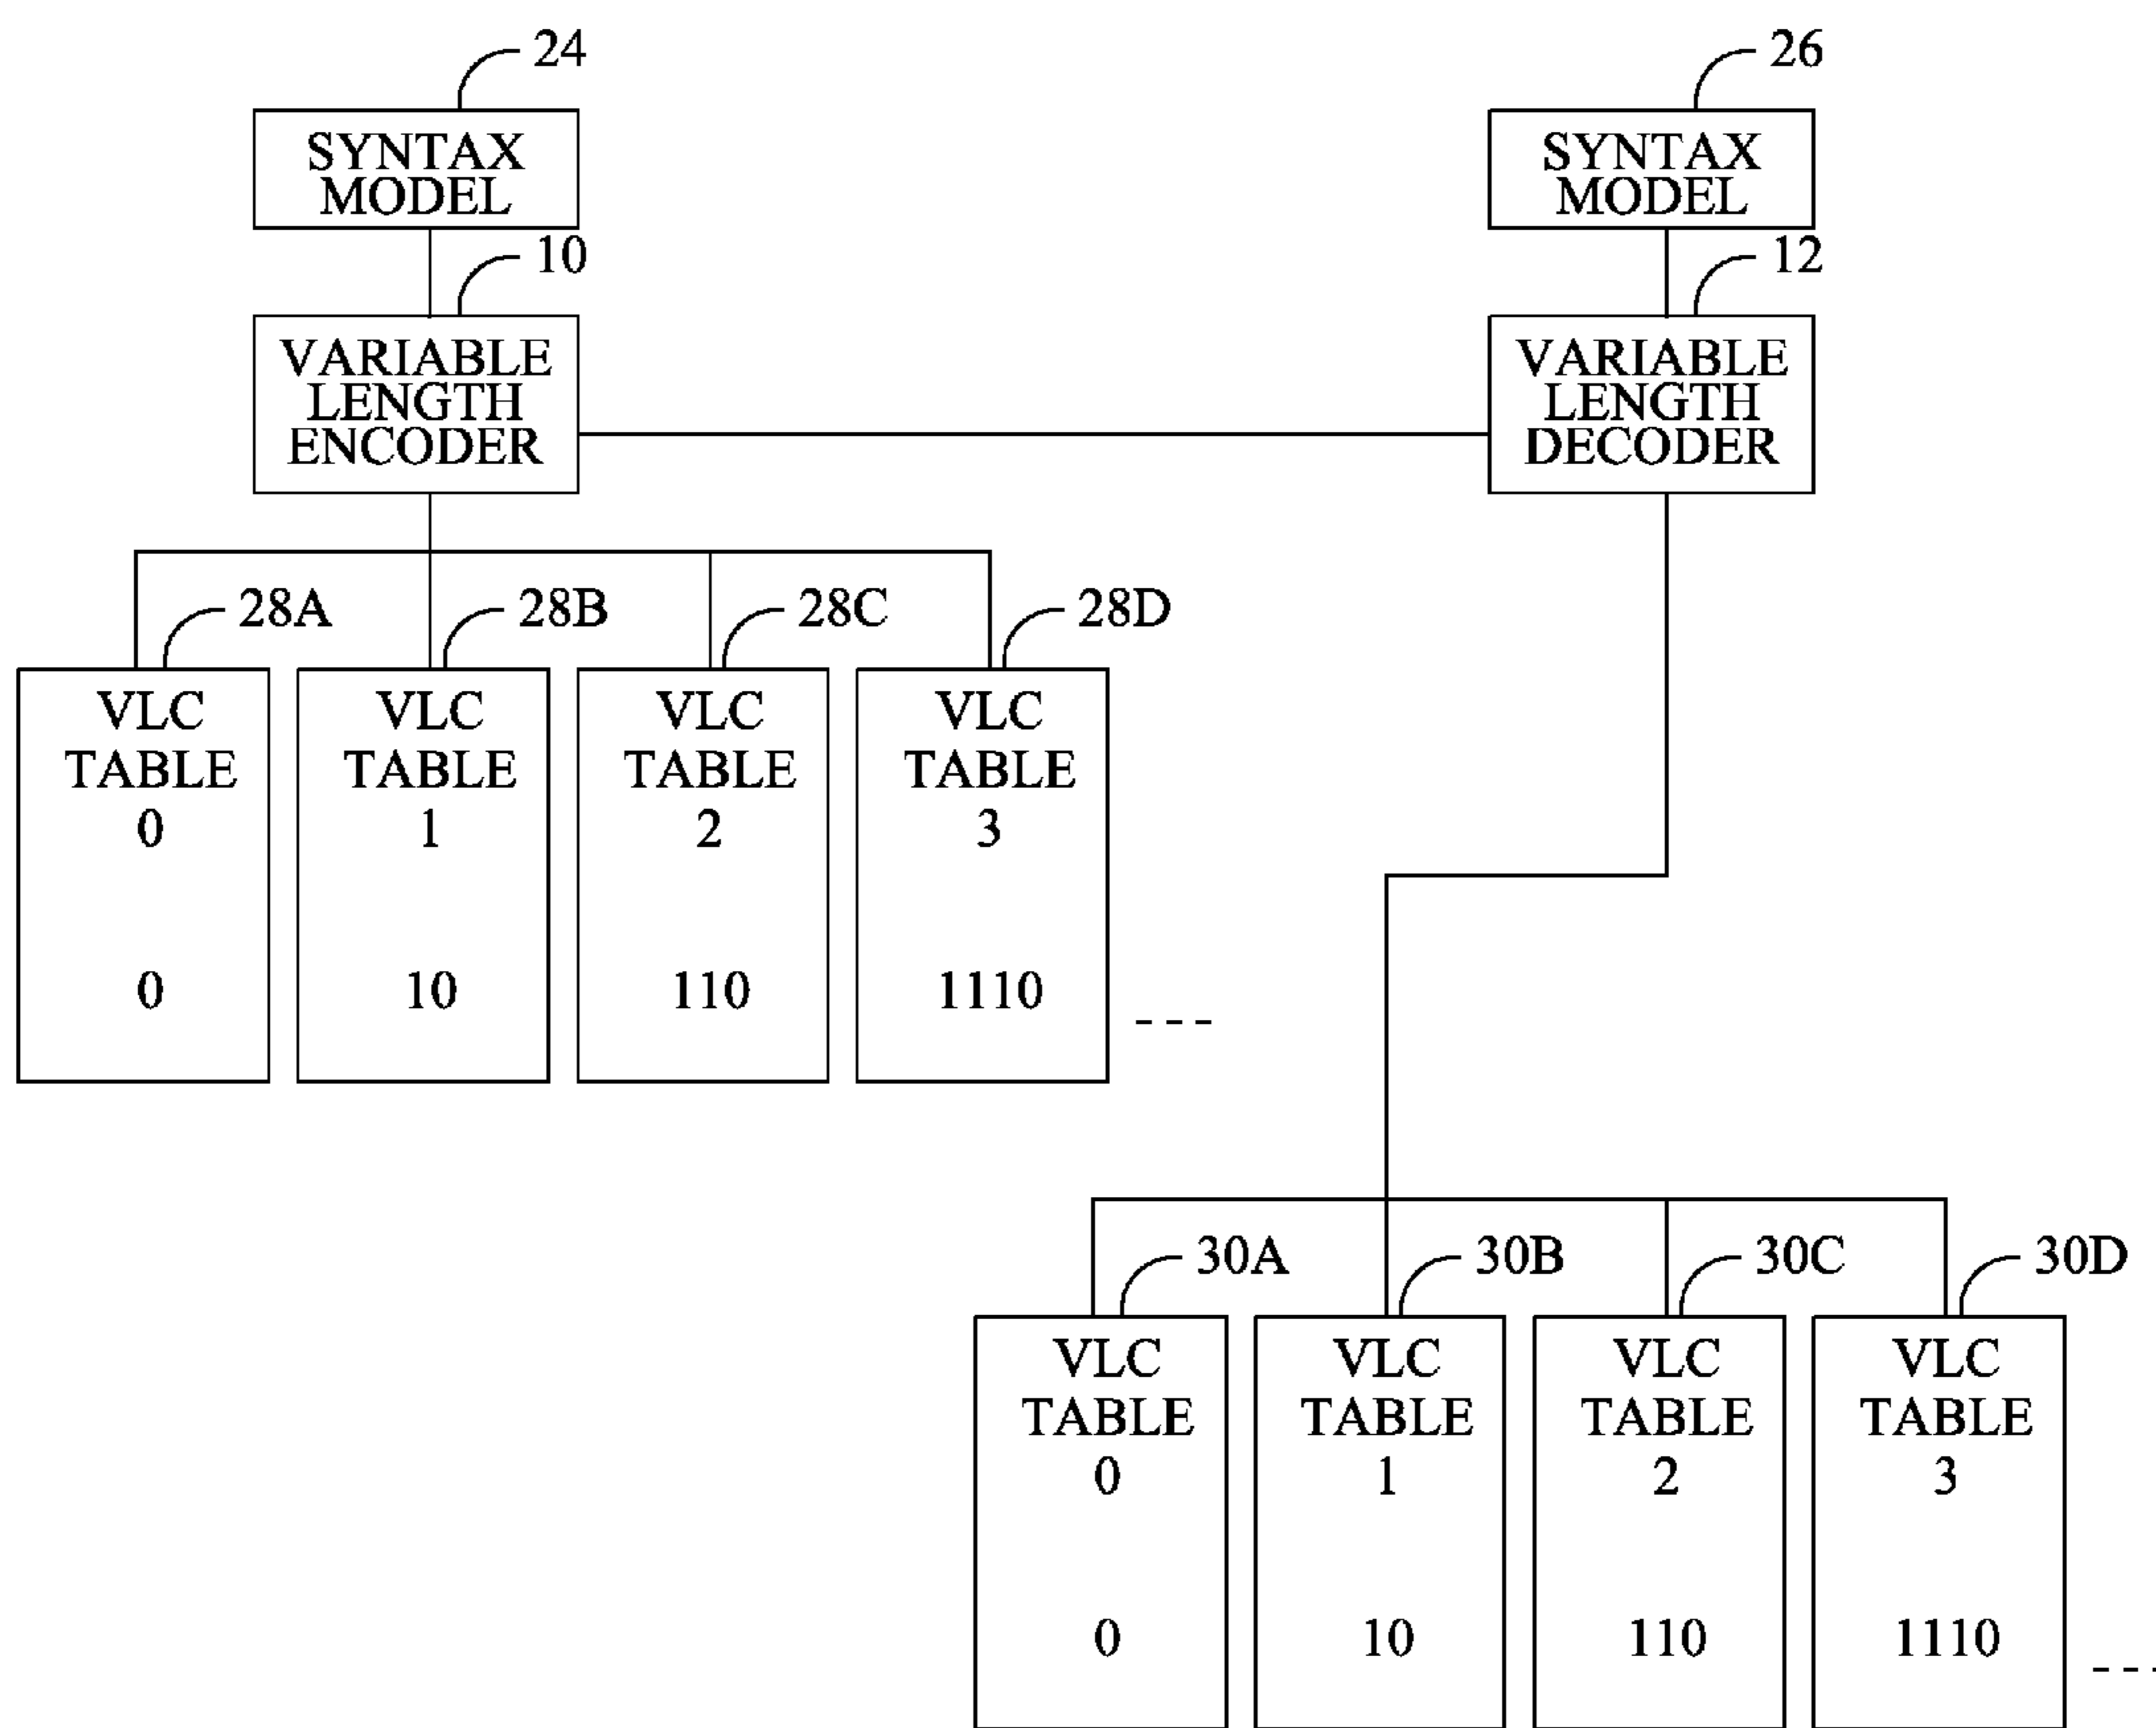 24
SYNTAX
MODEL
26
SYNTAX
MODEL
10
VARIABLE
LENGTH
ENCODER
12
VARIABLE
LENGTH
DECODER
28A
VLC
TABLE
0
0
28B
VLC
TABLE
1
10
28C
VLC
TABLE
2
110
28D
VLC
TABLE
3
1110
---
30A
VLC
TABLE
0
0
30B
VLC
TABLE
1
10
30C
VLC
TABLE
2
110
30D
VLC
TABLE
3
1110
---